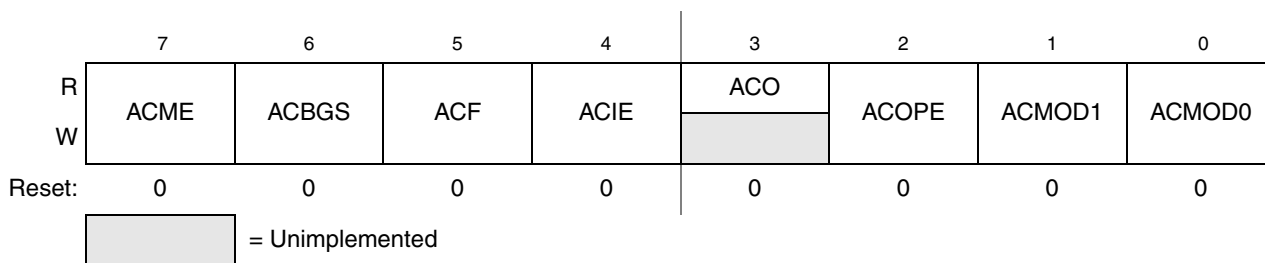 7 6 5 4 3 2 1 0
R ACME ACBGS ACF ACIE ACO ACOPE ACMOD1 ACMOD0
W
Reset: 0 0 0 0 0 0 0 0
= Unimplemented